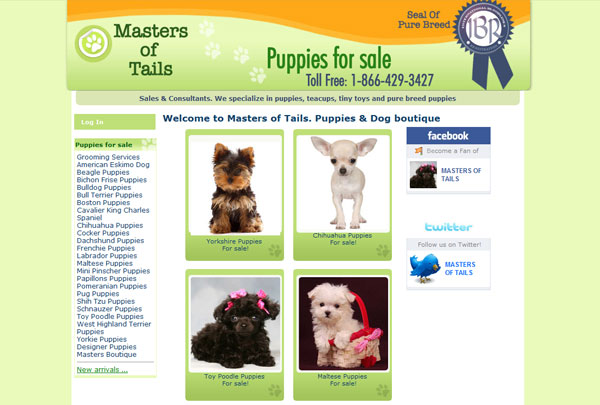 Masters
of
Tails
Seal Of
Pure Breed
IBR
Puppies for sale
Toll Free: 1-866-429-3427
Sales & Consultants. We specialize in puppies, teacups, tiny toys and pure breed puppies
Log In
Puppies for sale
Grooming Services
American Eskimo Dog
Beagle Puppies
Bichon Frise Puppies
Bulldog Puppies
Bull Terrier Puppies
Boston Puppies
Cavalier King Charles
Spaniel
Chihuahua Puppies
Cocker Puppies
Dachshund Puppies
Frenchie Puppies
Labrador Puppies
Maltese Puppies
Mini Pinscher Puppies
Papillons Puppies
Pomeranian Puppies
Pug Puppies
Shih Tzu Puppies
Schnauzer Puppies
Toy Poodle Puppies
West Highland Terrier
Puppies
Yorkie Puppies
Designer Puppies
Masters Boutique
New arrivals ...
Welcome to Masters of Tails. Puppies & Dog boutique
Yorkshire Puppies
For sale!
Chihuahua Puppies
For sale!
Toy Poodle Puppies
For sale!
Maltese Puppies
For sale!
facebook
Become a Fan of
MASTERS OF
TAILS
twitter
Follow us on Twitter!
MASTERS
OF TAILS